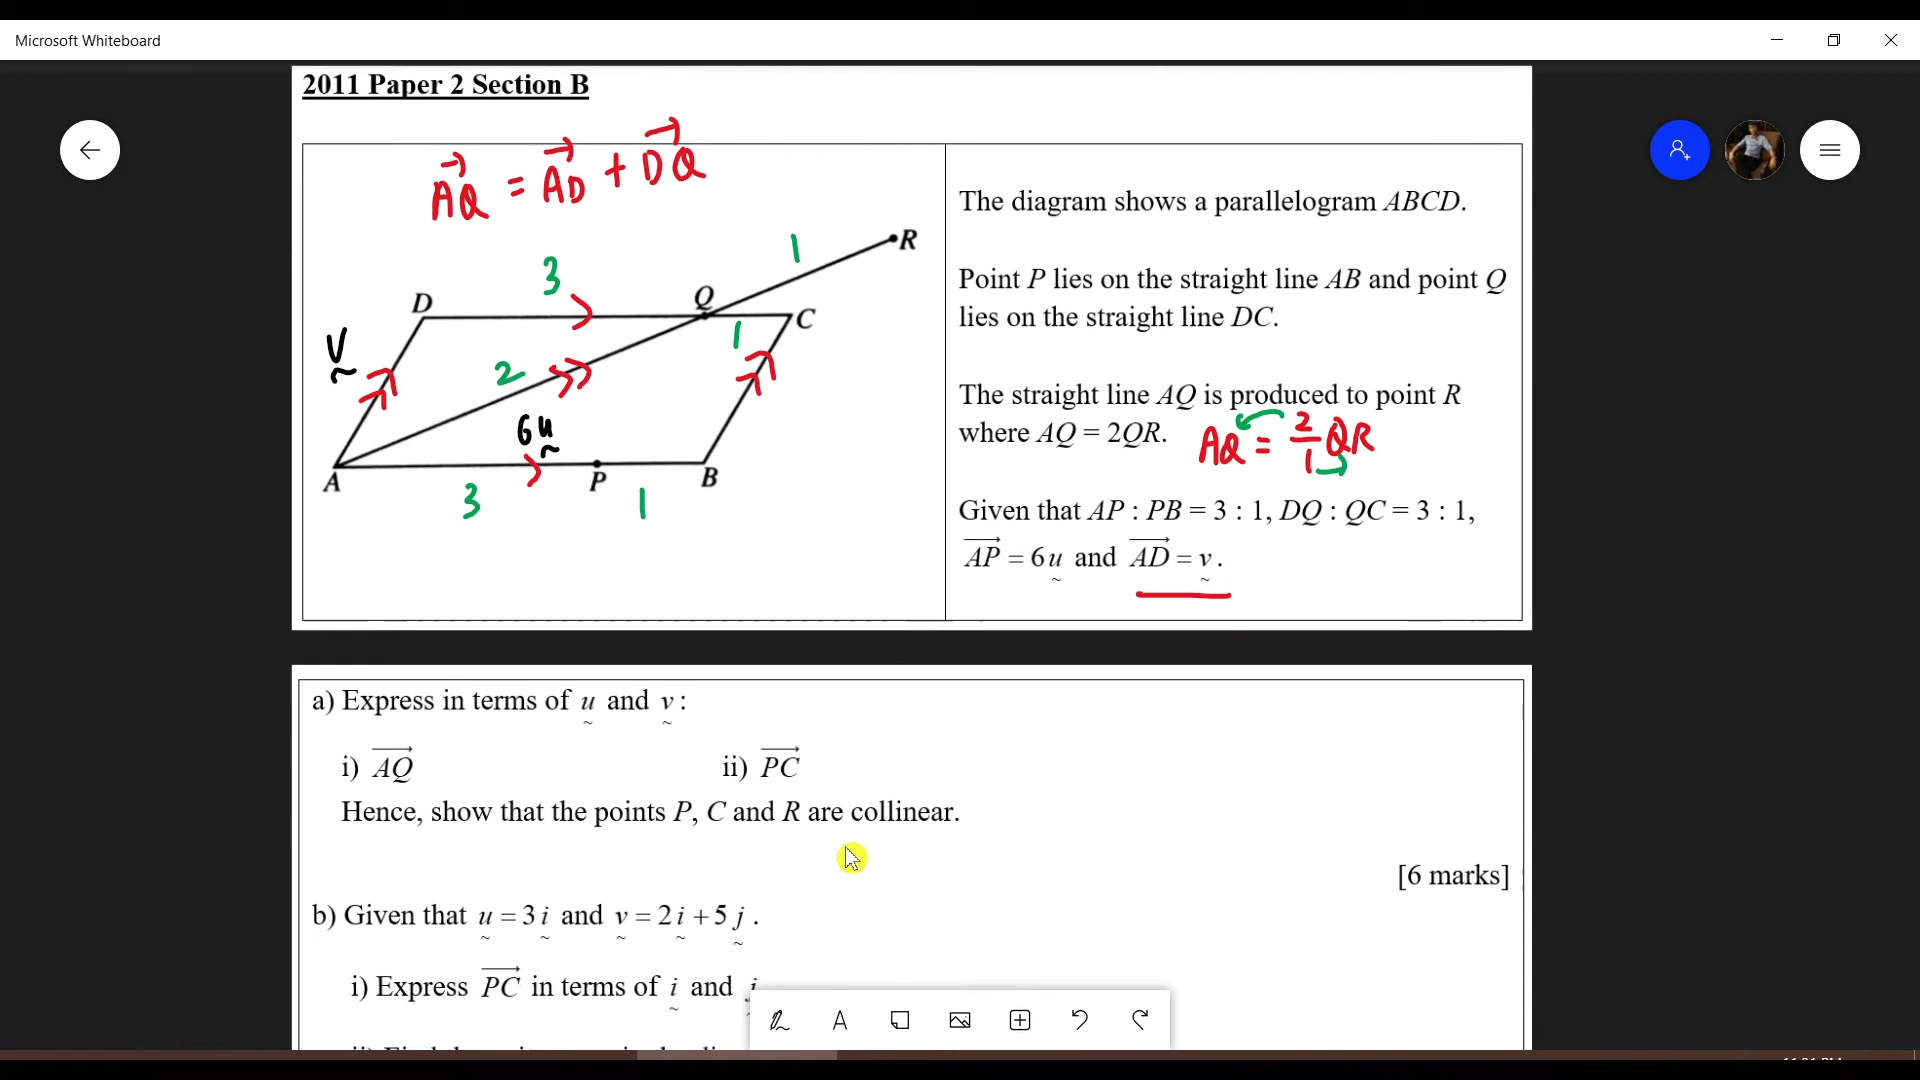 Microsoft Whiteboard
2011 Paper 2 Section B
AQ = AD + DQ
The diagram shows a parallelogram ABCD.
Point P lies on the straight line AB and point Q
lies on the straight line DC.
The straight line AQ is produced to point R
where AQ = 2QR.
AQ = 2/1 QR
Given that AP : PB = 3 : 1, DQ : QC = 3 : 1,
AP = 6u and AD = v.
R
1
3
D
Q
C
v
1
2
6u
A
P
B
3
1
a) Express in terms of u and v :
i) AQ
ii) PC
Hence, show that the points P, C and R are collinear.
[6 marks]
b) Given that u = 3i and v = 2i + 5j .
i) Express PC in terms of i and j
A